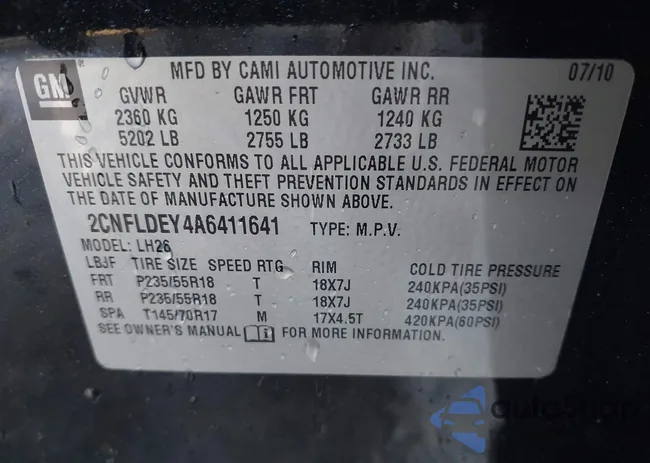 GM
MFD BY CAMI AUTOMOTIVE INC. 07/10
GVWR GAWR FRT GAWR RR
2360 KG 1250 KG 1240 KG
5202 LB 2755 LB 2733 LB
THIS VEHICLE CONFORMS TO ALL APPLICABLE U.S. FEDERAL MOTOR
VEHICLE SAFETY AND THEFT PREVENTION STANDARDS IN EFFECT ON
THE DATE OF MANUFACTURE SHOWN ABOVE.
2CNFLDEY4A6411641 TYPE: M.P.V.
MODEL: LH26
LBJF TIRE SIZE SPEED RTG RIM COLD TIRE PRESSURE
FRT P235/55R18 T 18X7J 240KPA(35PSI)
RR P235/55R18 T 18X7J 240KPA(35PSI)
SPA T145/70R17 M 17X4.5T 420KPA(60PSI)
SEE OWNER'S MANUAL FOR MORE INFORMATION.
autoShop